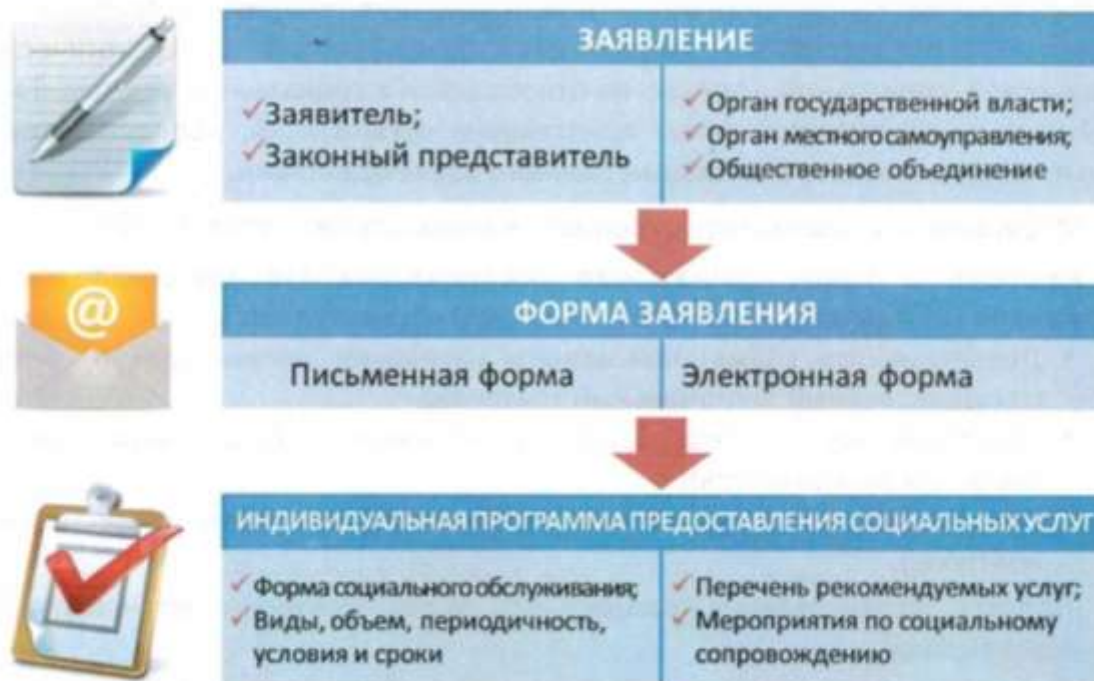 ЗАЯВЛЕНИЕ
Заявитель;
Законный представитель
Орган государственной власти;
Орган местного самоуправления;
Общественное объединение
@
ФОРМА ЗАЯВЛЕНИЯ
Письменная форма
Электронная форма
ИНДИВИДУАЛЬНАЯ ПРОГРАММА ПРЕДОСТАВЛЕНИЯ СОЦИАЛЬНЫХ УСЛУГ
Форма социального обслуживания;
Виды, объем, периодичность,
условия и сроки
Перечень рекомендуемых услуг;
Мероприятия по социальному
сопровождению